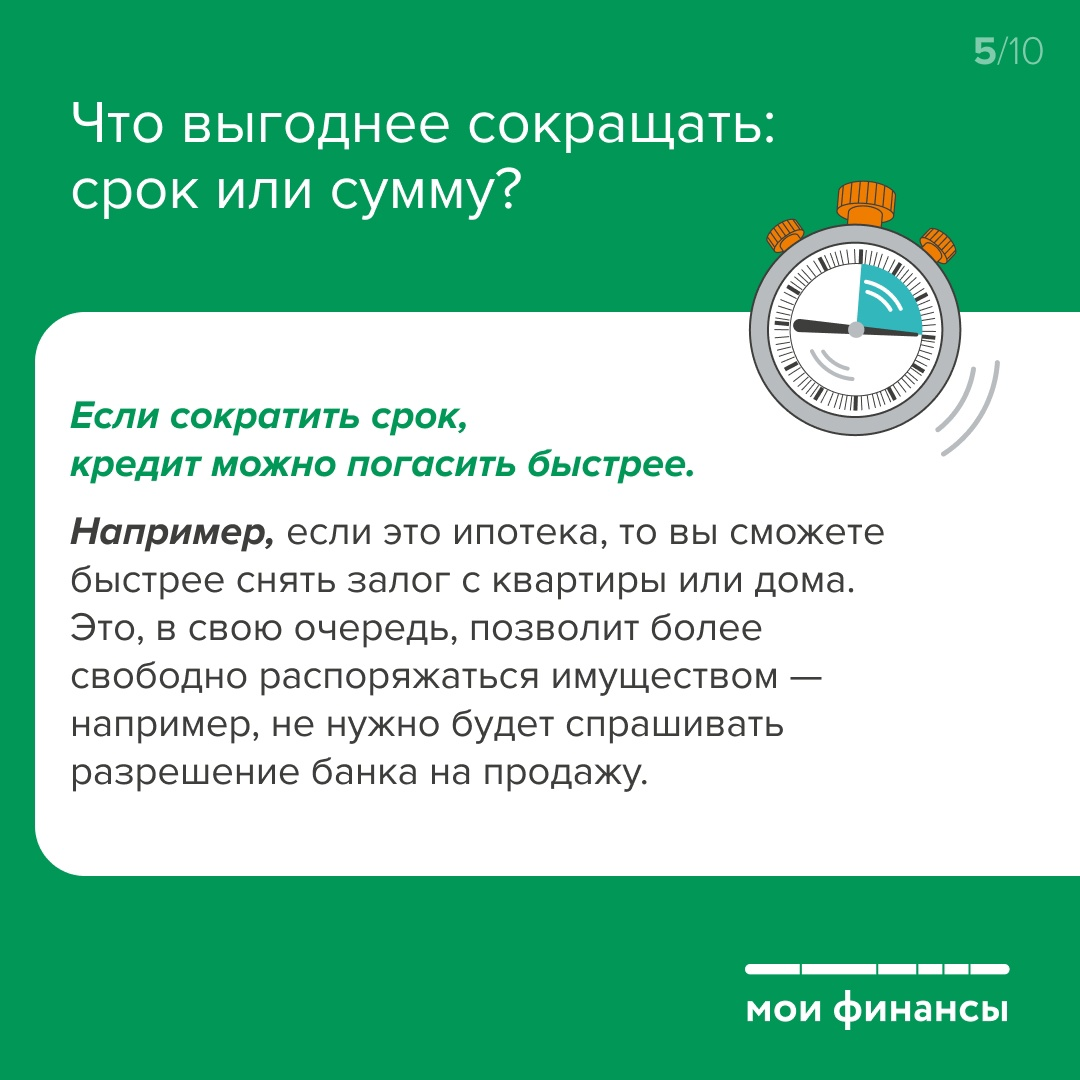 5/10
Что выгоднее сокращать:
срок или сумму?
Если сократить срок,
кредит можно погасить быстрее.
Например, если это ипотека, то вы сможете
быстрее снять залог с квартиры или дома.
Это, в свою очередь, позволит более
свободно распоряжаться имуществом —
например, не нужно будет спрашивать
разрешение банка на продажу.
мои финансы